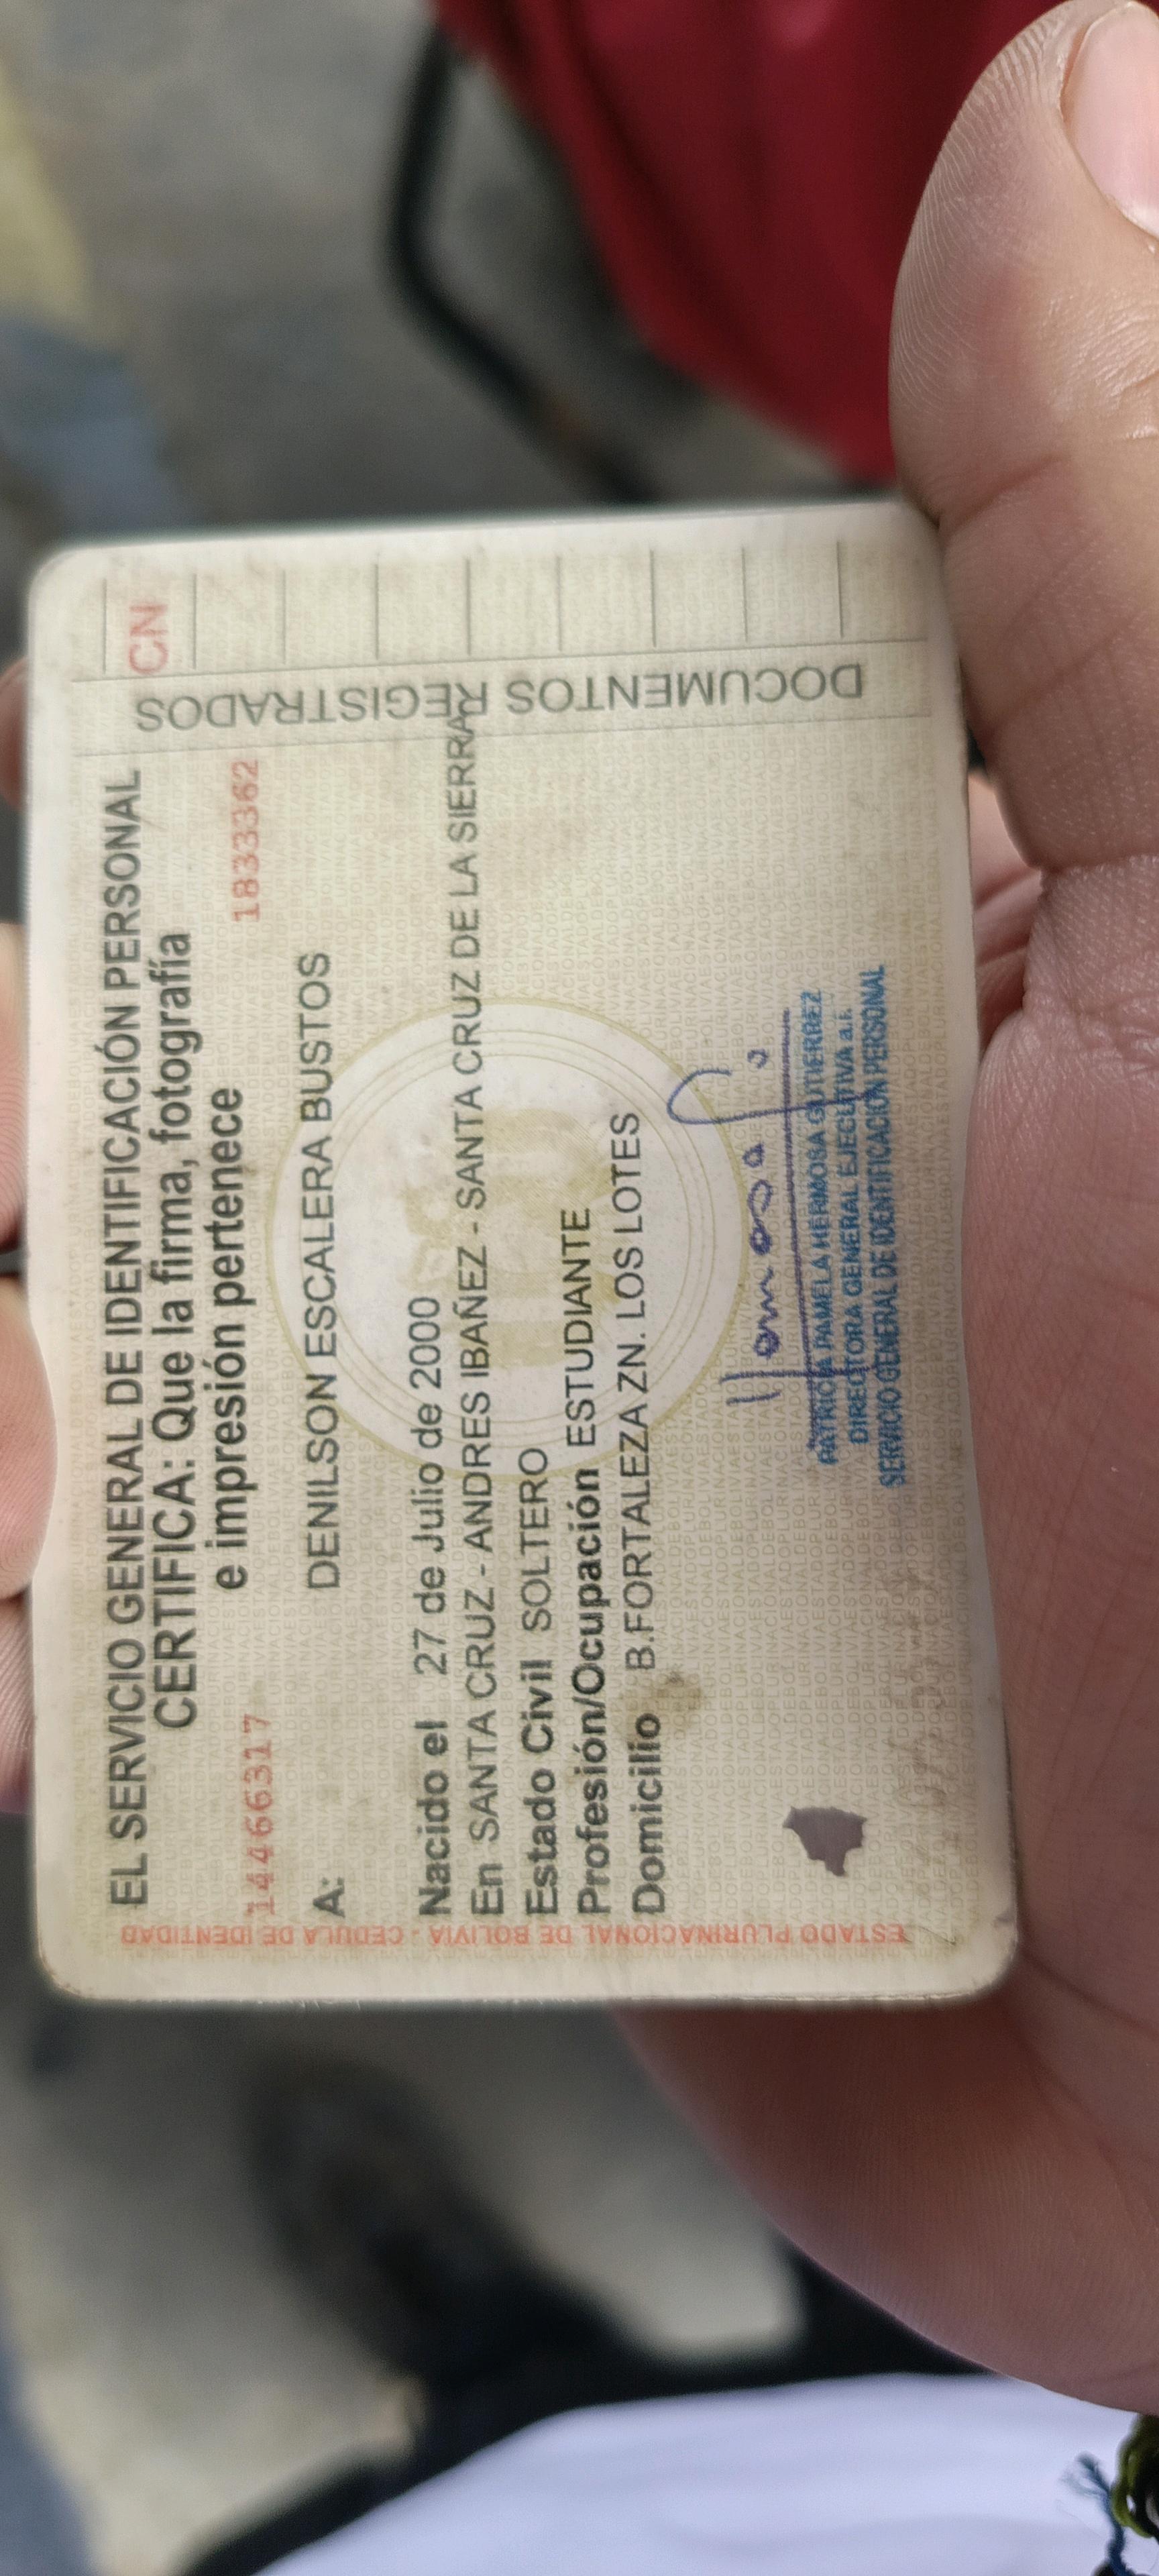 EL SERVICIO GENERAL DE IDENTIFICACIÓN PERSONAL
CERTIFICA: Que la firma, fotografía
e impresión pertenece
14466317
1833362
A: DENILSON ESCALERA BUSTOS
Nacido el 27 de Julio de 2000
En SANTA CRUZ - ANDRES IBAÑEZ - SANTA CRUZ DE LA SIERRA
Estado Civil SOLTERO
Profesión/Ocupación ESTUDIANTE
Domicilio B.FORTALEZA ZN. LOS LOTES
PATRICIA PAMELA HERMOSA GUTIERREZ
DIRECTORA GENERAL EJECUTIVA a.i.
SERVICIO GENERAL DE IDENTIFICACIÓN PERSONAL
DOCUMENTOS REGISTRADOS
CN
ESTADO PLURINACIONAL DE BOLIVIA - CEDULA DE IDENTIDAD